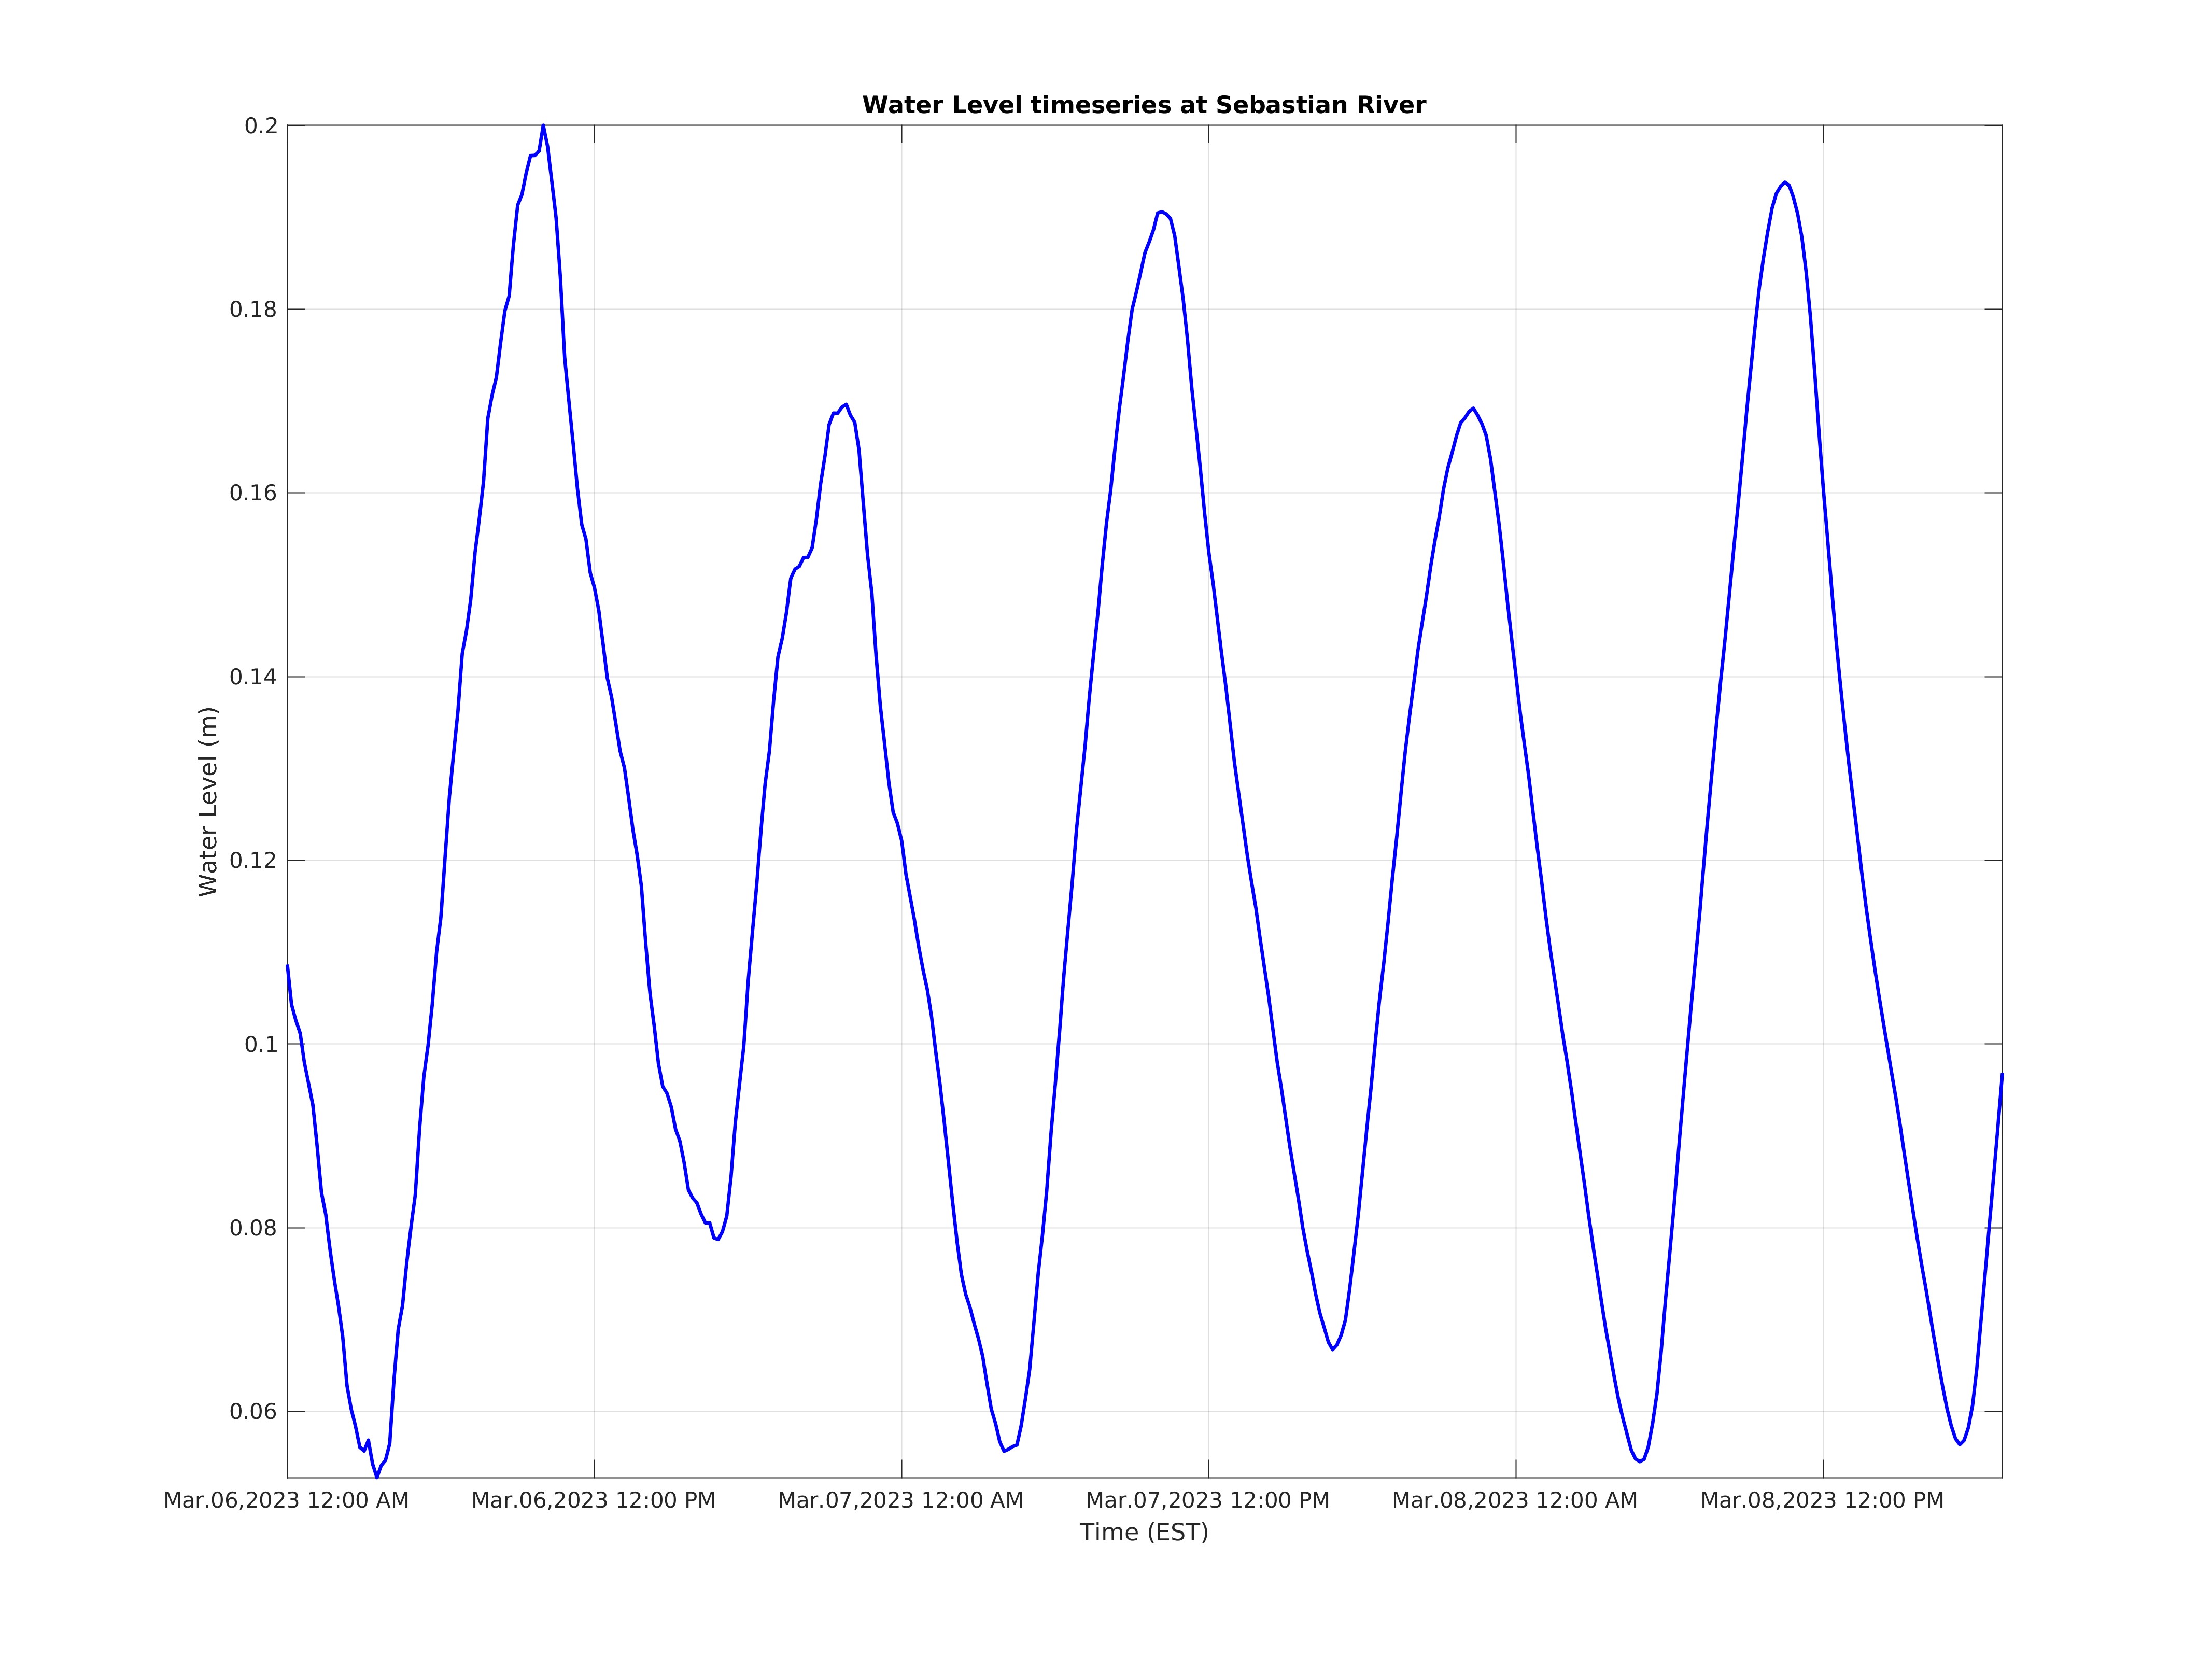 Water Level timeseries at Sebastian River
0.2
0.18
0.16
0.14
0.12
0.1
0.08
0.06
Water Level (m)
Mar.06,2023 12:00 AM Mar.06,2023 12:00 PM Mar.07,2023 12:00 AM Mar.07,2023 12:00 PM Mar.08,2023 12:00 AM Mar.08,2023 12:00 PM
Time (EST)